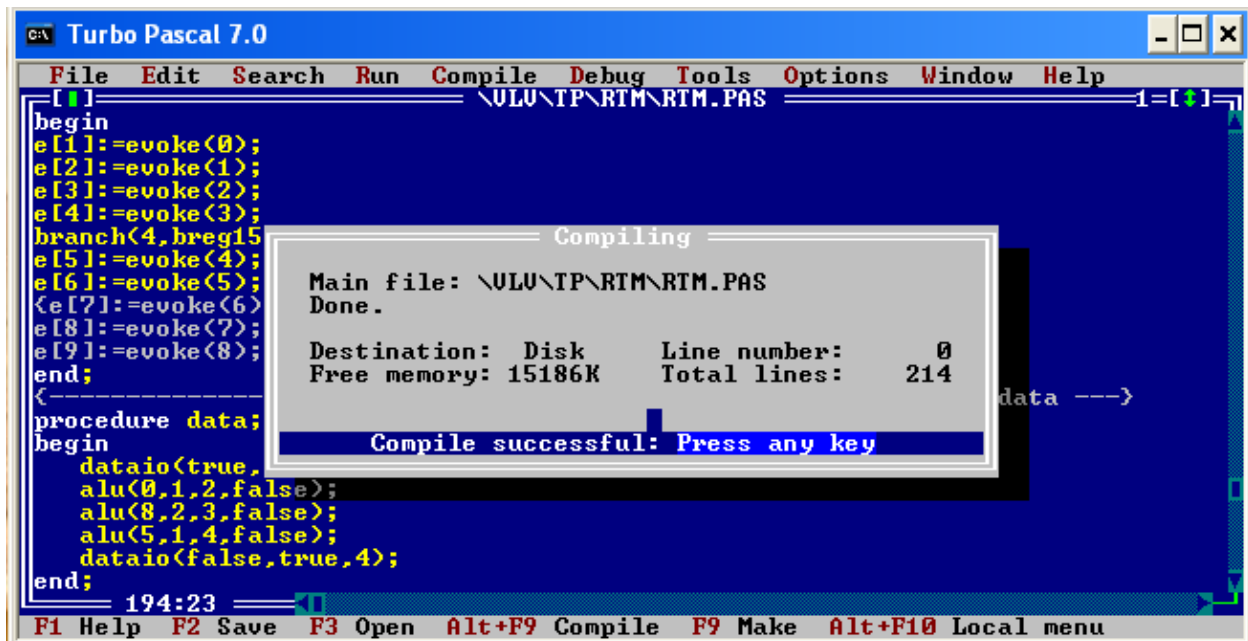 Turbo Pascal 7.0
File Edit Search Run Compile Debug Tools Options Window Help
[■] \VLV\TP\RTM\RTM.PAS 1=[↕]
begin
e[1]:=evoke(0);
e[2]:=evoke(1);
e[3]:=evoke(2);
e[4]:=evoke(3);
branch(4,breg15
e[5]:=evoke(4);
e[6]:=evoke(5);
{e[7]:=evoke(6)
e[8]:=evoke(7);
e[9]:=evoke(8);
end;
{--------------- data ---}
procedure data;
begin
dataio(true,
alu(0,1,2,false);
alu(8,2,3,false);
alu(5,1,4,false);
dataio(false,true,4);
end;
194:23
Compiling
Main file: \VLV\TP\RTM\RTM.PAS
Done.
Destination: Disk Line number: 0
Free memory: 15186K Total lines: 214
Compile successful: Press any key
F1 Help F2 Save F3 Open Alt+F9 Compile F9 Make Alt+F10 Local menu